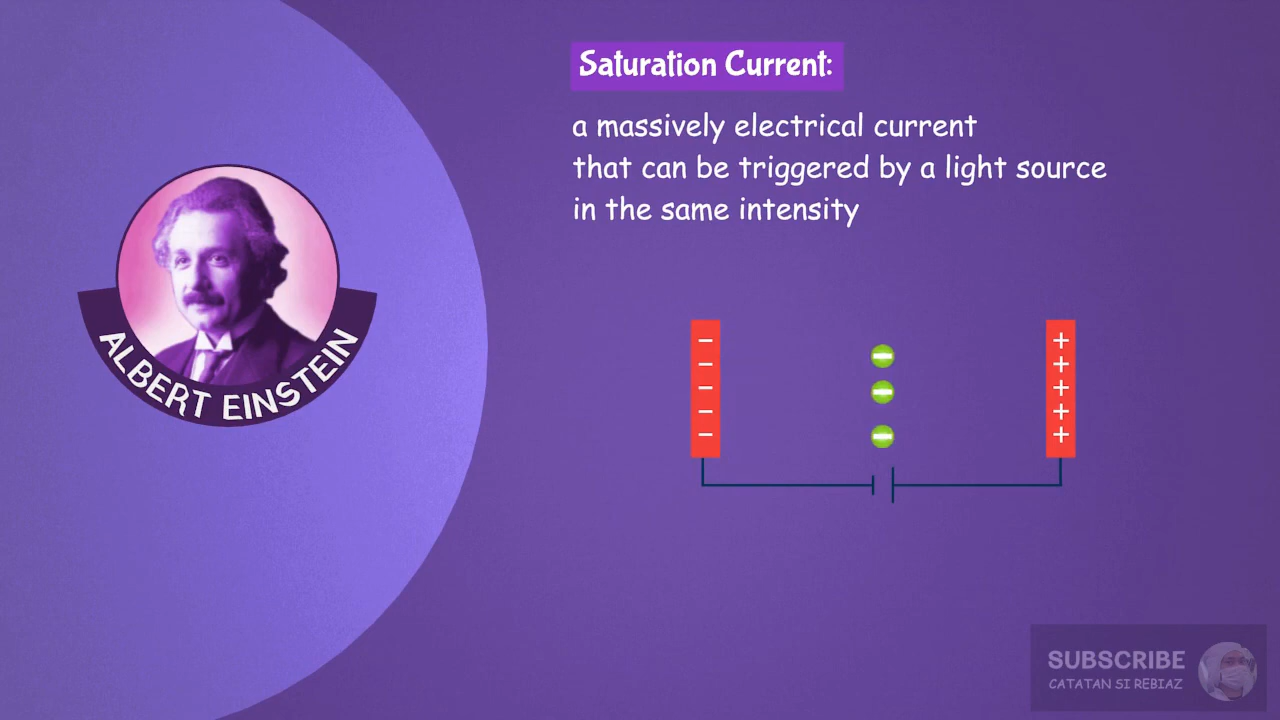 Saturation Current:
a massively electrical current
that can be triggered by a light source
in the same intensity
ALBERT EINSTEIN
− +
− +
− +
− +
− +
SUBSCRIBE
CATATAN SI REBIAZ